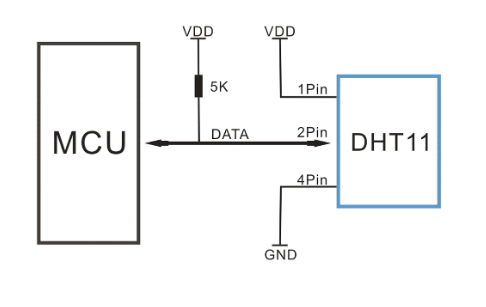 VDD
VDD
5K
1Pin
MCU
DATA
2Pin
DHT11
4Pin
GND